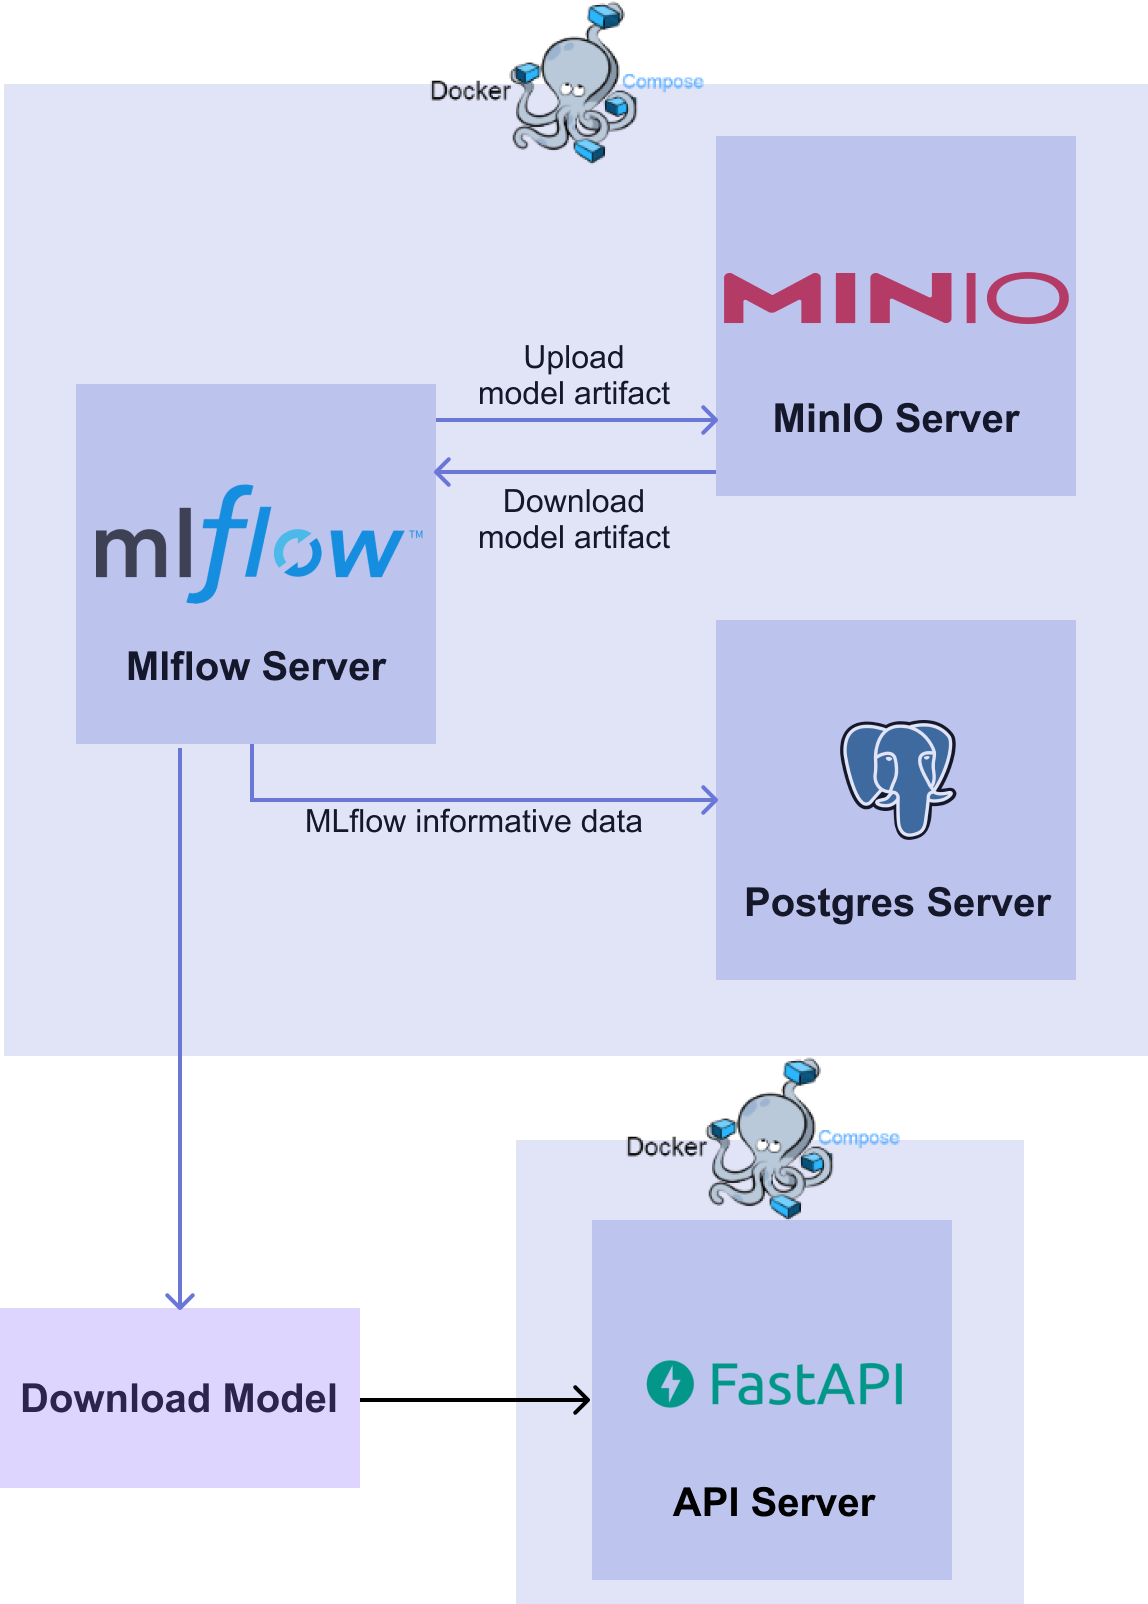 Docker Compose
MINIO
Upload
model artifact
MinIO Server
Download
model artifact
mlflow™
Mlflow Server
MLflow informative data
Postgres Server
Docker Compose
Download Model
FastAPI
API Server